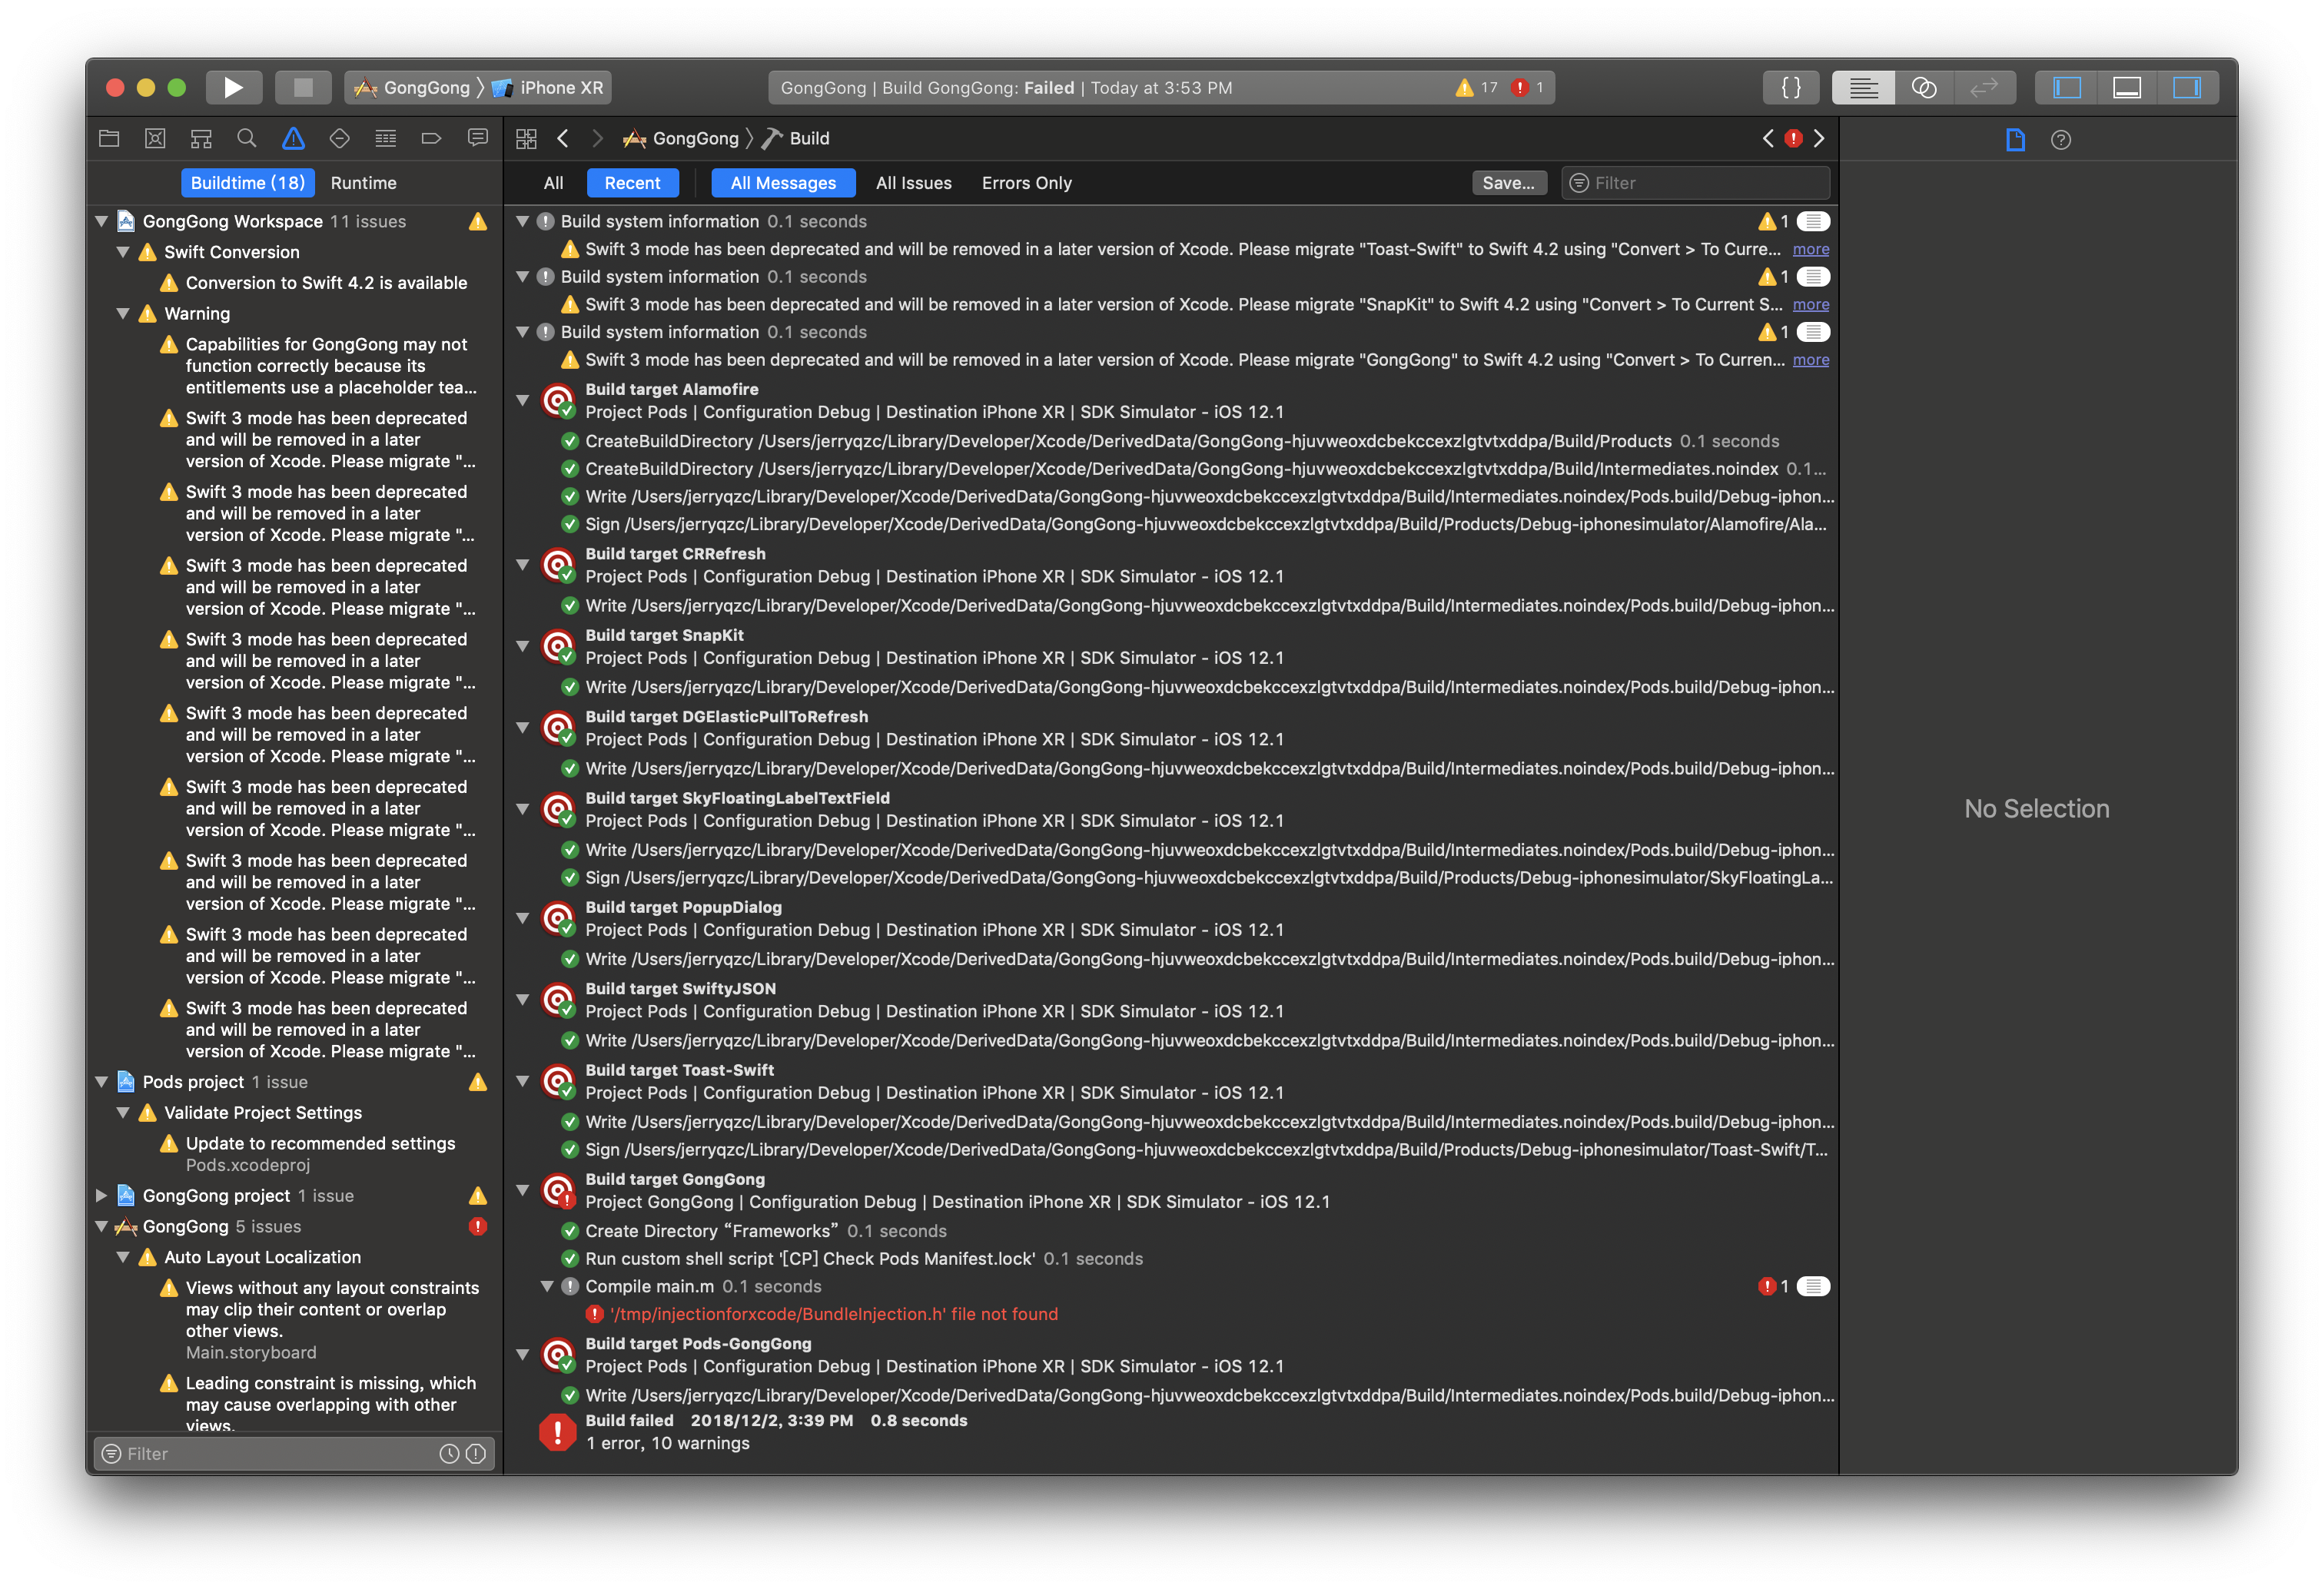 GongGong 〉 iPhone XR
GongGong | Build GongGong: Failed | Today at 3:53 PM
17
1
{ }
GongGong 〉 Build
Buildtime (18)
Runtime
All
Recent
All Messages
All Issues
Errors Only
Save...
Filter
GongGong Workspace 11 issues
Swift Conversion
Conversion to Swift 4.2 is available
Warning
Capabilities for GongGong may not
function correctly because its
entitlements use a placeholder tea...
Swift 3 mode has been deprecated
and will be removed in a later
version of Xcode. Please migrate "...
Swift 3 mode has been deprecated
and will be removed in a later
version of Xcode. Please migrate "...
Swift 3 mode has been deprecated
and will be removed in a later
version of Xcode. Please migrate "...
Swift 3 mode has been deprecated
and will be removed in a later
version of Xcode. Please migrate "...
Swift 3 mode has been deprecated
and will be removed in a later
version of Xcode. Please migrate "...
Swift 3 mode has been deprecated
and will be removed in a later
version of Xcode. Please migrate "...
Swift 3 mode has been deprecated
and will be removed in a later
version of Xcode. Please migrate "...
Swift 3 mode has been deprecated
and will be removed in a later
version of Xcode. Please migrate "...
Swift 3 mode has been deprecated
and will be removed in a later
version of Xcode. Please migrate "...
Pods project 1 issue
Validate Project Settings
Update to recommended settings
Pods.xcodeproj
GongGong project 1 issue
GongGong 5 issues
Auto Layout Localization
Views without any layout constraints
may clip their content or overlap
other views.
Main.storyboard
Leading constraint is missing, which
may cause overlapping with other
views.
Filter
Build system information 0.1 seconds
1
Swift 3 mode has been deprecated and will be removed in a later version of Xcode. Please migrate "Toast-Swift" to Swift 4.2 using "Convert > To Curre... more
Build system information 0.1 seconds
1
Swift 3 mode has been deprecated and will be removed in a later version of Xcode. Please migrate "SnapKit" to Swift 4.2 using "Convert > To Current S... more
Build system information 0.1 seconds
1
Swift 3 mode has been deprecated and will be removed in a later version of Xcode. Please migrate "GongGong" to Swift 4.2 using "Convert > To Curren... more
Build target Alamofire
Project Pods | Configuration Debug | Destination iPhone XR | SDK Simulator - iOS 12.1
CreateBuildDirectory /Users/jerryqzc/Library/Developer/Xcode/DerivedData/GongGong-hjuvweoxdcbekccexzlgtvtxddpa/Build/Products 0.1 seconds
CreateBuildDirectory /Users/jerryqzc/Library/Developer/Xcode/DerivedData/GongGong-hjuvweoxdcbekccexzlgtvtxddpa/Build/Intermediates.noindex 0.1...
Write /Users/jerryqzc/Library/Developer/Xcode/DerivedData/GongGong-hjuvweoxdcbekccexzlgtvtxddpa/Build/Intermediates.noindex/Pods.build/Debug-iphon...
Sign /Users/jerryqzc/Library/Developer/Xcode/DerivedData/GongGong-hjuvweoxdcbekccexzlgtvtxddpa/Build/Products/Debug-iphonesimulator/Alamofire/Ala...
Build target CRRefresh
Project Pods | Configuration Debug | Destination iPhone XR | SDK Simulator - iOS 12.1
Write /Users/jerryqzc/Library/Developer/Xcode/DerivedData/GongGong-hjuvweoxdcbekccexzlgtvtxddpa/Build/Intermediates.noindex/Pods.build/Debug-iphon...
Build target SnapKit
Project Pods | Configuration Debug | Destination iPhone XR | SDK Simulator - iOS 12.1
Write /Users/jerryqzc/Library/Developer/Xcode/DerivedData/GongGong-hjuvweoxdcbekccexzlgtvtxddpa/Build/Intermediates.noindex/Pods.build/Debug-iphon...
Build target DGElasticPullToRefresh
Project Pods | Configuration Debug | Destination iPhone XR | SDK Simulator - iOS 12.1
Write /Users/jerryqzc/Library/Developer/Xcode/DerivedData/GongGong-hjuvweoxdcbekccexzlgtvtxddpa/Build/Intermediates.noindex/Pods.build/Debug-iphon...
Build target SkyFloatingLabelTextField
Project Pods | Configuration Debug | Destination iPhone XR | SDK Simulator - iOS 12.1
Write /Users/jerryqzc/Library/Developer/Xcode/DerivedData/GongGong-hjuvweoxdcbekccexzlgtvtxddpa/Build/Intermediates.noindex/Pods.build/Debug-iphon...
Sign /Users/jerryqzc/Library/Developer/Xcode/DerivedData/GongGong-hjuvweoxdcbekccexzlgtvtxddpa/Build/Products/Debug-iphonesimulator/SkyFloatingLa...
Build target PopupDialog
Project Pods | Configuration Debug | Destination iPhone XR | SDK Simulator - iOS 12.1
Write /Users/jerryqzc/Library/Developer/Xcode/DerivedData/GongGong-hjuvweoxdcbekccexzlgtvtxddpa/Build/Intermediates.noindex/Pods.build/Debug-iphon...
Build target SwiftyJSON
Project Pods | Configuration Debug | Destination iPhone XR | SDK Simulator - iOS 12.1
Write /Users/jerryqzc/Library/Developer/Xcode/DerivedData/GongGong-hjuvweoxdcbekccexzlgtvtxddpa/Build/Intermediates.noindex/Pods.build/Debug-iphon...
Build target Toast-Swift
Project Pods | Configuration Debug | Destination iPhone XR | SDK Simulator - iOS 12.1
Write /Users/jerryqzc/Library/Developer/Xcode/DerivedData/GongGong-hjuvweoxdcbekccexzlgtvtxddpa/Build/Intermediates.noindex/Pods.build/Debug-iphon...
Sign /Users/jerryqzc/Library/Developer/Xcode/DerivedData/GongGong-hjuvweoxdcbekccexzlgtvtxddpa/Build/Products/Debug-iphonesimulator/Toast-Swift/T...
Build target GongGong
Project GongGong | Configuration Debug | Destination iPhone XR | SDK Simulator - iOS 12.1
Create Directory “Frameworks” 0.1 seconds
Run custom shell script '[CP] Check Pods Manifest.lock' 0.1 seconds
Compile main.m 0.1 seconds
1
'/tmp/injectionforxcode/BundleInjection.h' file not found
Build target Pods-GongGong
Project Pods | Configuration Debug | Destination iPhone XR | SDK Simulator - iOS 12.1
Write /Users/jerryqzc/Library/Developer/Xcode/DerivedData/GongGong-hjuvweoxdcbekccexzlgtvtxddpa/Build/Intermediates.noindex/Pods.build/Debug-iphon...
Build failed 2018/12/2, 3:39 PM 0.8 seconds
1 error, 10 warnings
No Selection